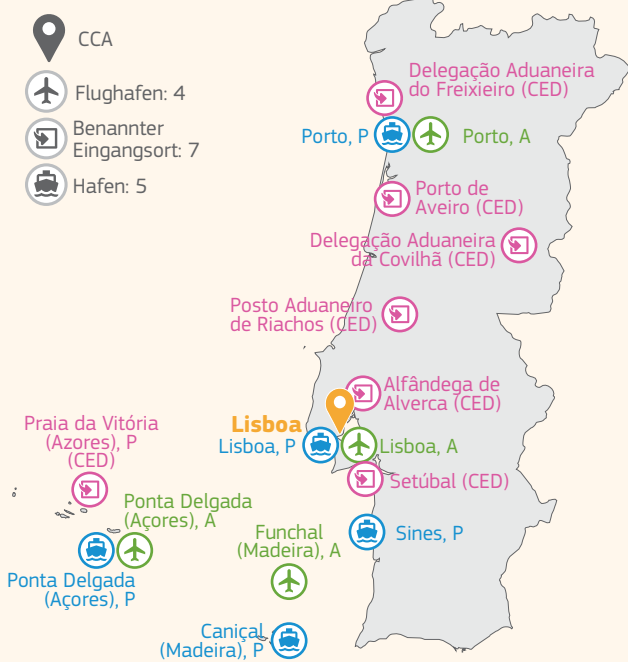 CCA
Flughafen: 4
Benannter
Eingangsort: 7
Hafen: 5
Delegação Aduaneira
do Freixieiro (CED)
Porto, P
Porto, A
Porto de
Aveiro (CED)
Delegação Aduaneira
da Covilhã (CED)
Posto Aduaneiro
de Riachos (CED)
Alfândega de
Alverca (CED)
Lisboa
Lisboa, P
Lisboa, A
Praia da Vitória
(Azores), P
(CED)
Setúbal (CED)
Ponta Delgada
(Açores), A
Funchal
(Madeira), A
Sines, P
Ponta Delgada
(Açores), P
Caniçal
(Madeira), P